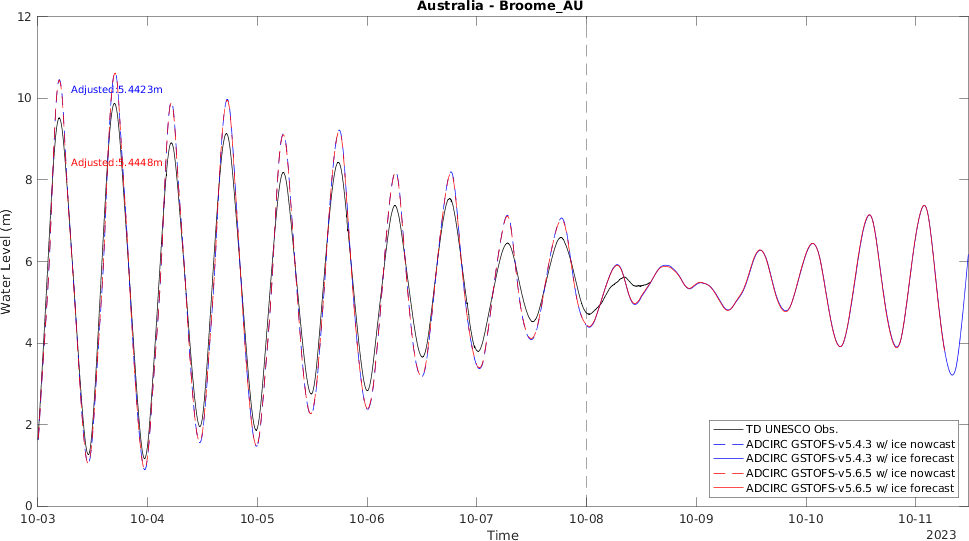 Australia - Broome_AU
12
10
8
6
4
2
0
Water Level (m)
Adjusted:5.4423m
Adjusted:5.4448m
10-03
10-04
10-05
10-06
10-07
10-08
10-09
10-10
10-11
Time
2023
TD UNESCO Obs.
ADCIRC GSTOFS-v5.4.3 w/ ice nowcast
ADCIRC GSTOFS-v5.4.3 w/ ice forecast
ADCIRC GSTOFS-v5.6.5 w/ ice nowcast
ADCIRC GSTOFS-v5.6.5 w/ ice forecast